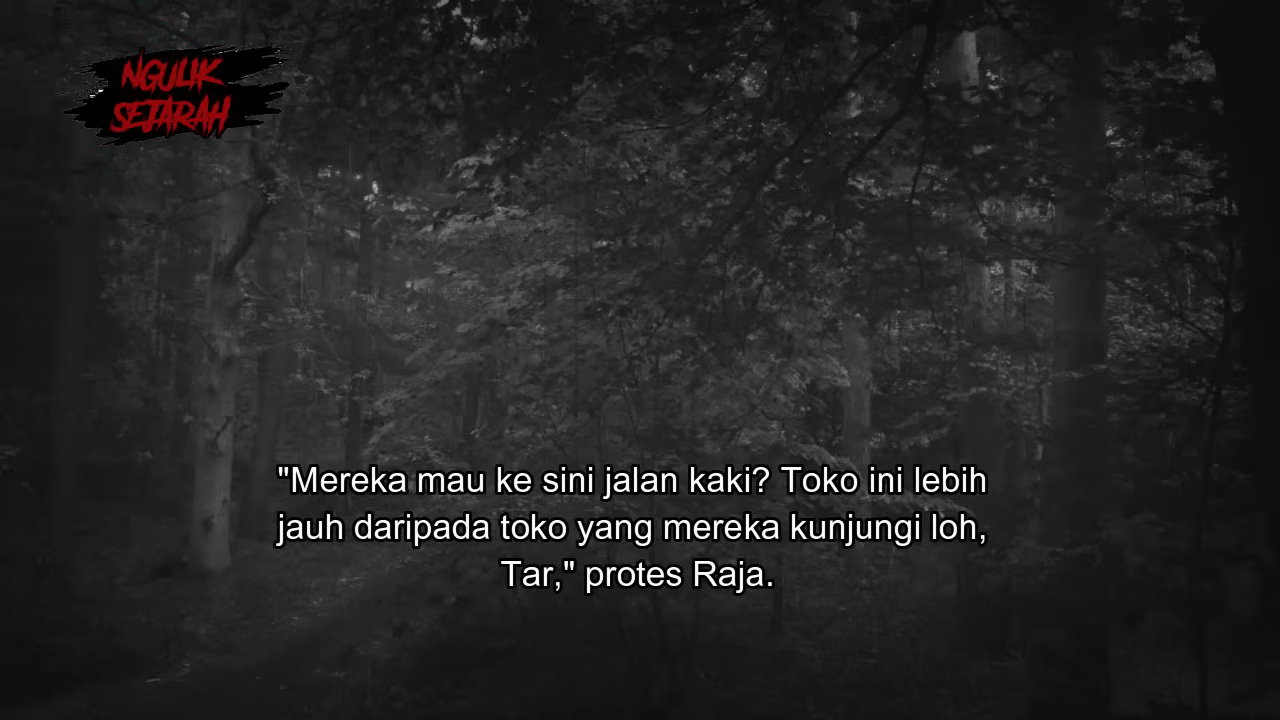 NGULIK
SEJARAH
"Mereka mau ke sini jalan kaki? Toko ini lebih
jauh daripada toko yang mereka kunjungi loh,
Tar," protes Raja.